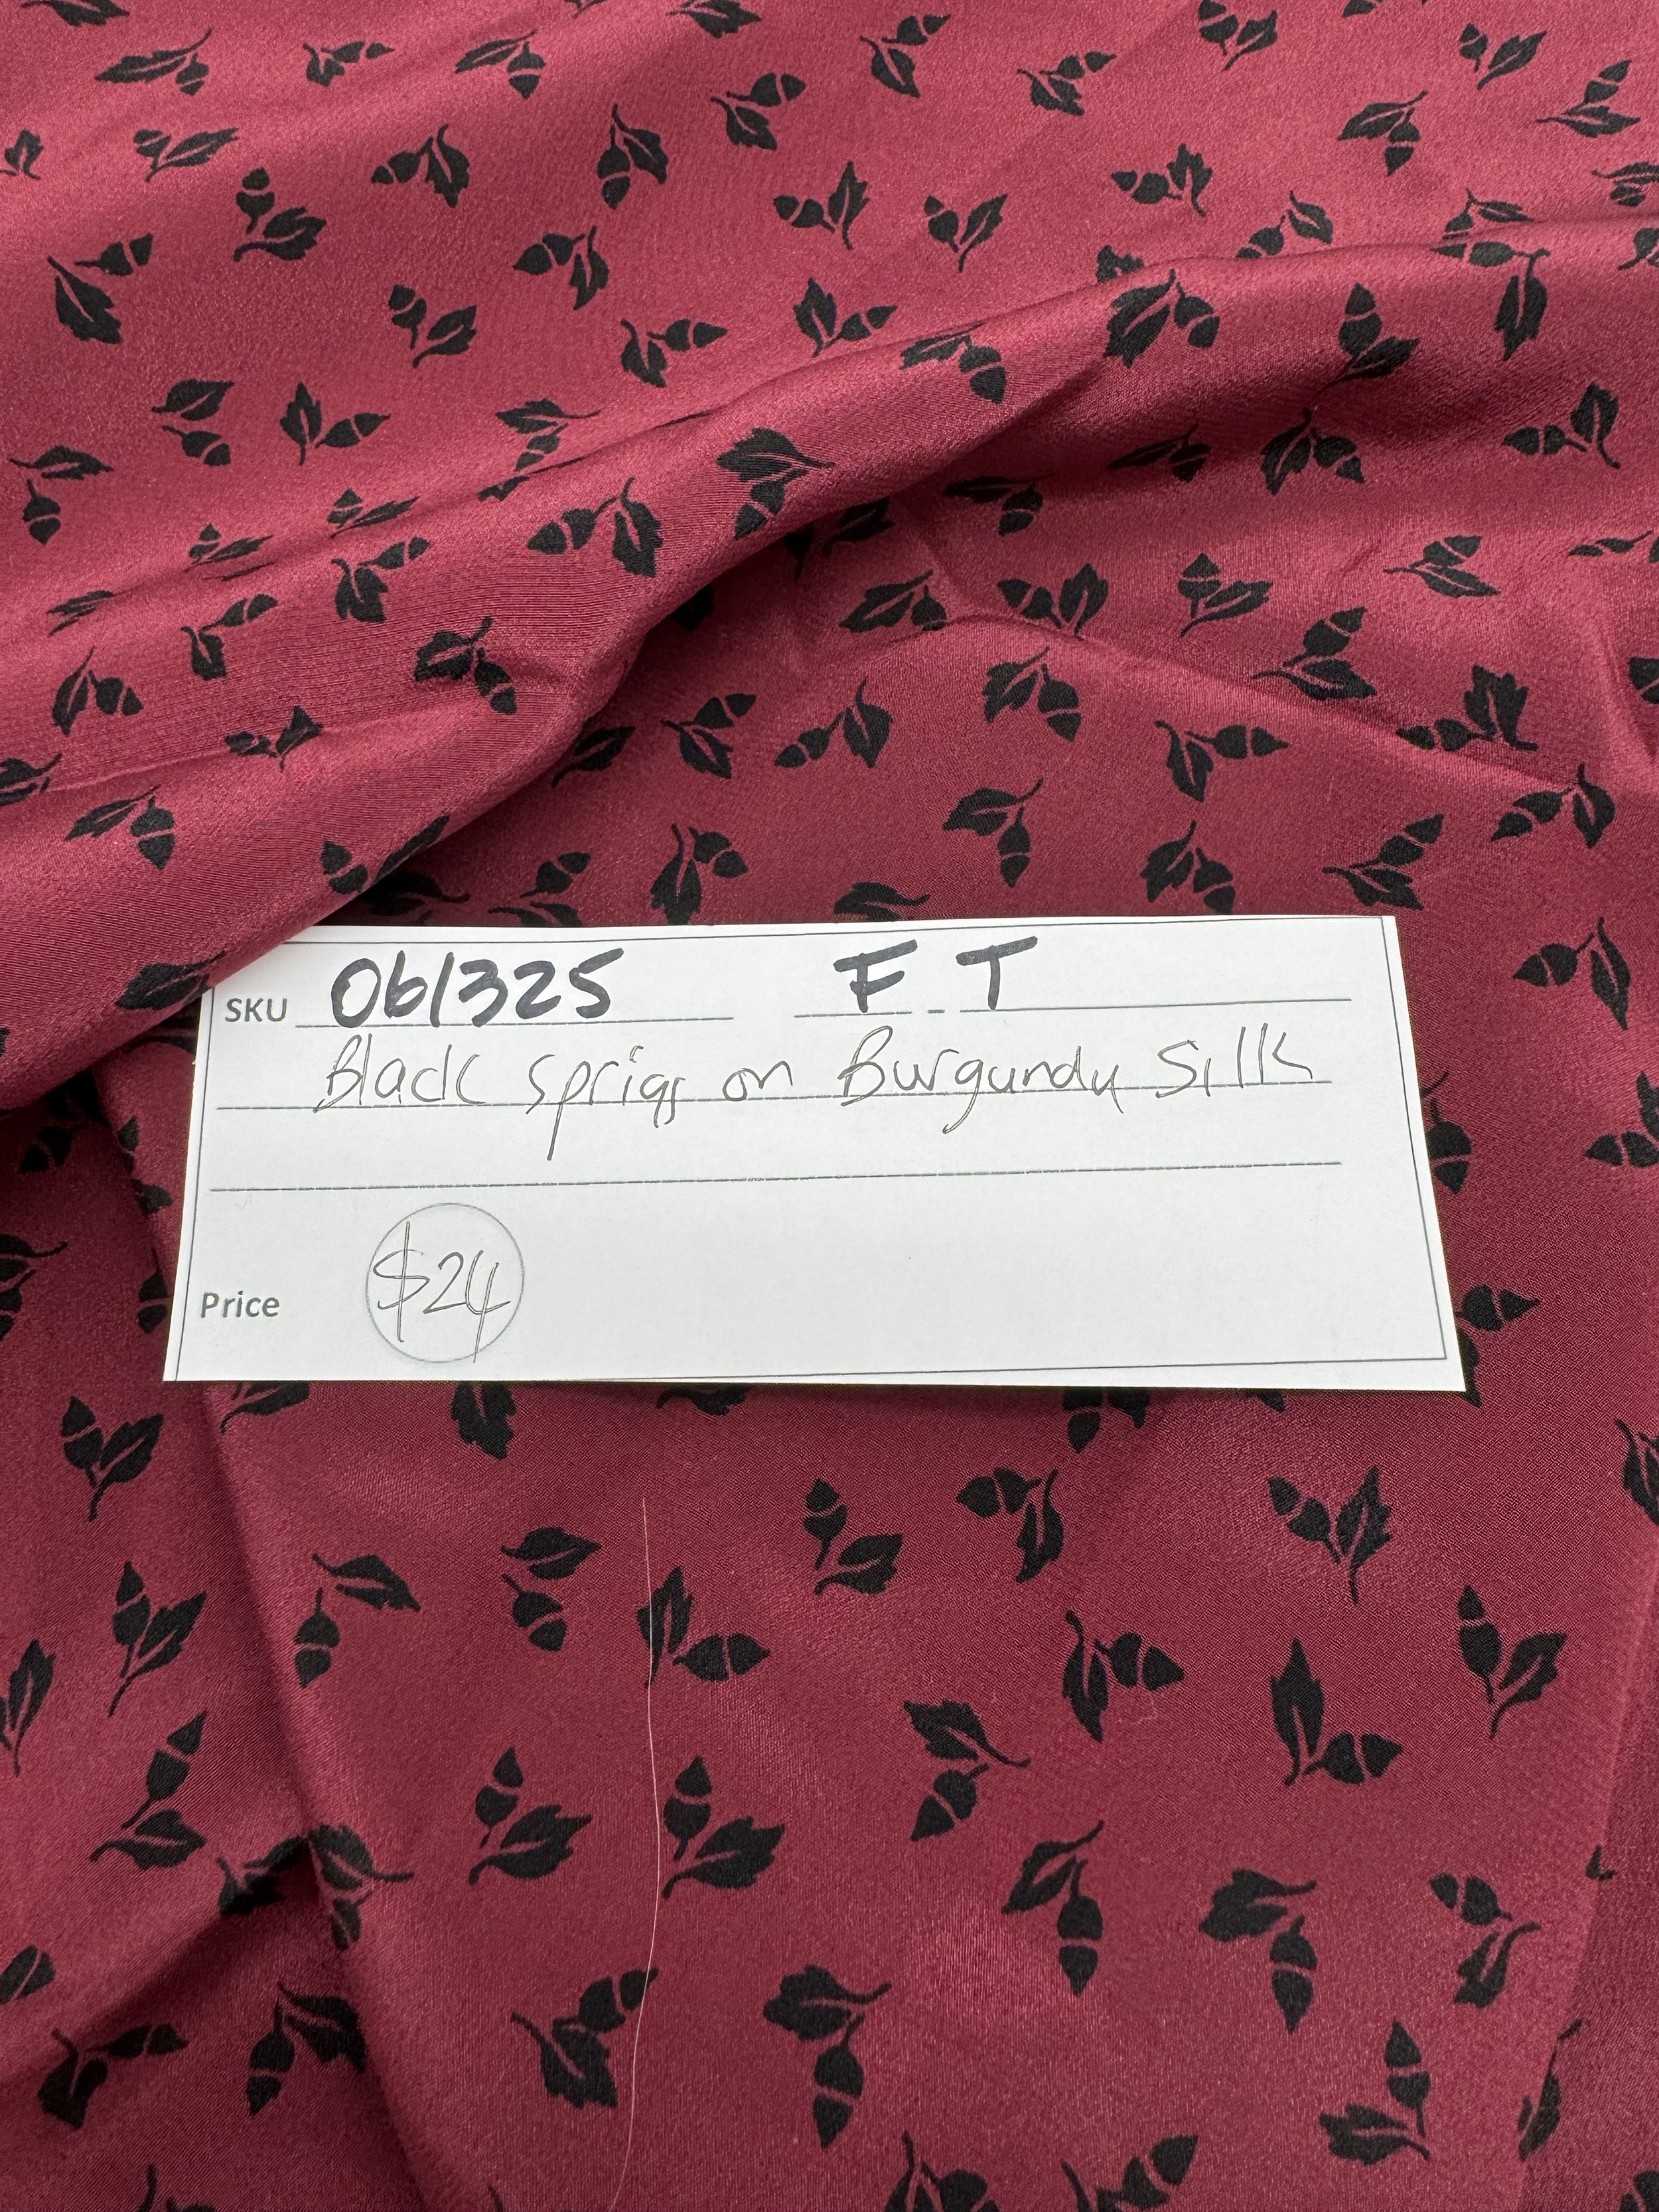 SKU 061325 F T
Black Sprigs on Burgundy Silk
Price $24